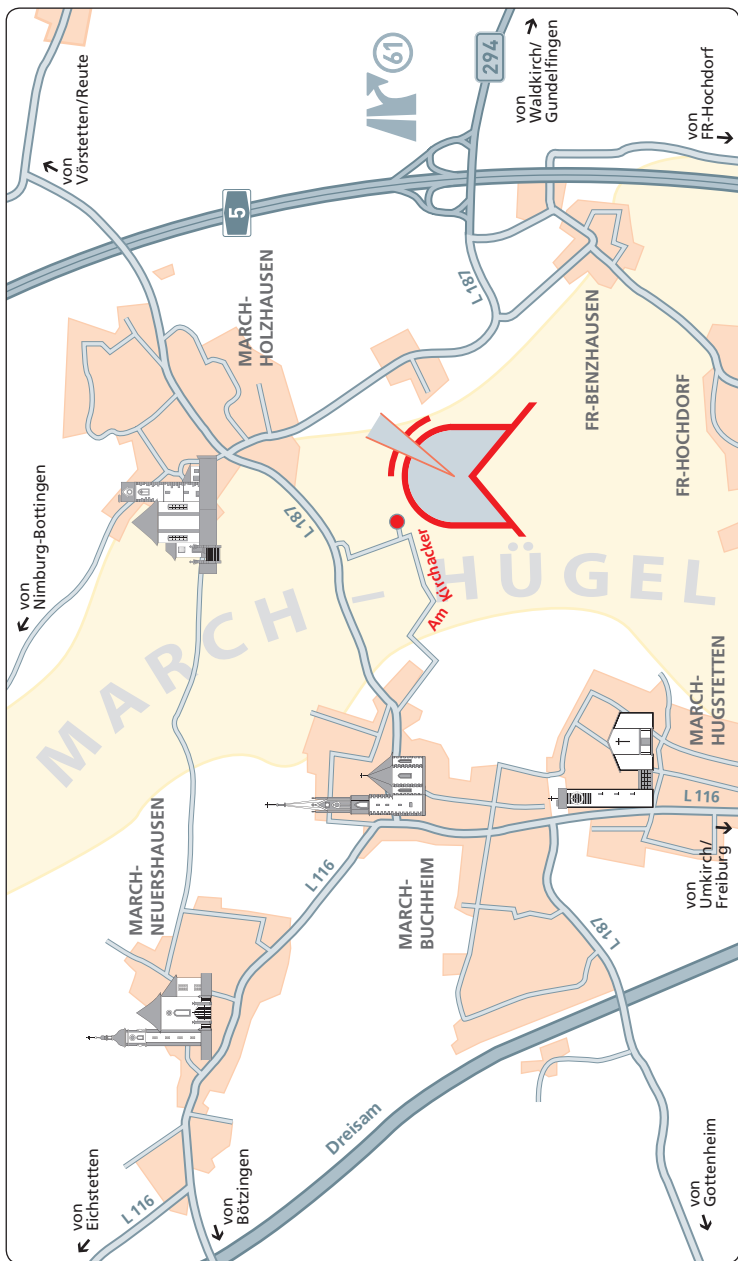 von
Eichstetten
L 116
von
Bötzingen
Dreisam
von
Gottenheim
MARCH-
NEUERSHAUSEN
L 116
MARCH-
BUCHHEIM
L 187
von
Umkirch/
Freiburg
L 116
MARCH-
HUGSTETTEN
von
Nimburg-Bottingen
MARCH – HÜGEL
L 187
Am Kirchacker
MARCH-
HOLZHAUSEN
L 187
FR-BENZHAUSEN
FR-HOCHDORF
von
Vörstetten/Reute
5
61
294
von
Waldkirch/
Gundelfingen
von
FR-Hochdorf